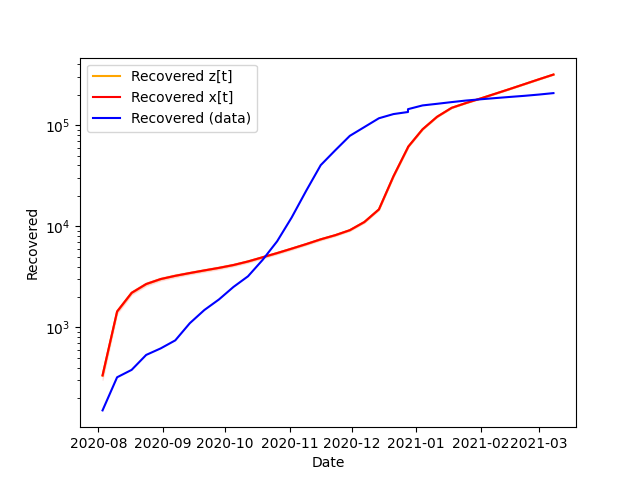 Recovered z[t]
Recovered x[t]
Recovered (data)
Recovered
10^5
10^4
10^3
2020-08 2020-09 2020-10 2020-11 2020-12 2021-01 2021-02 2021-03
Date